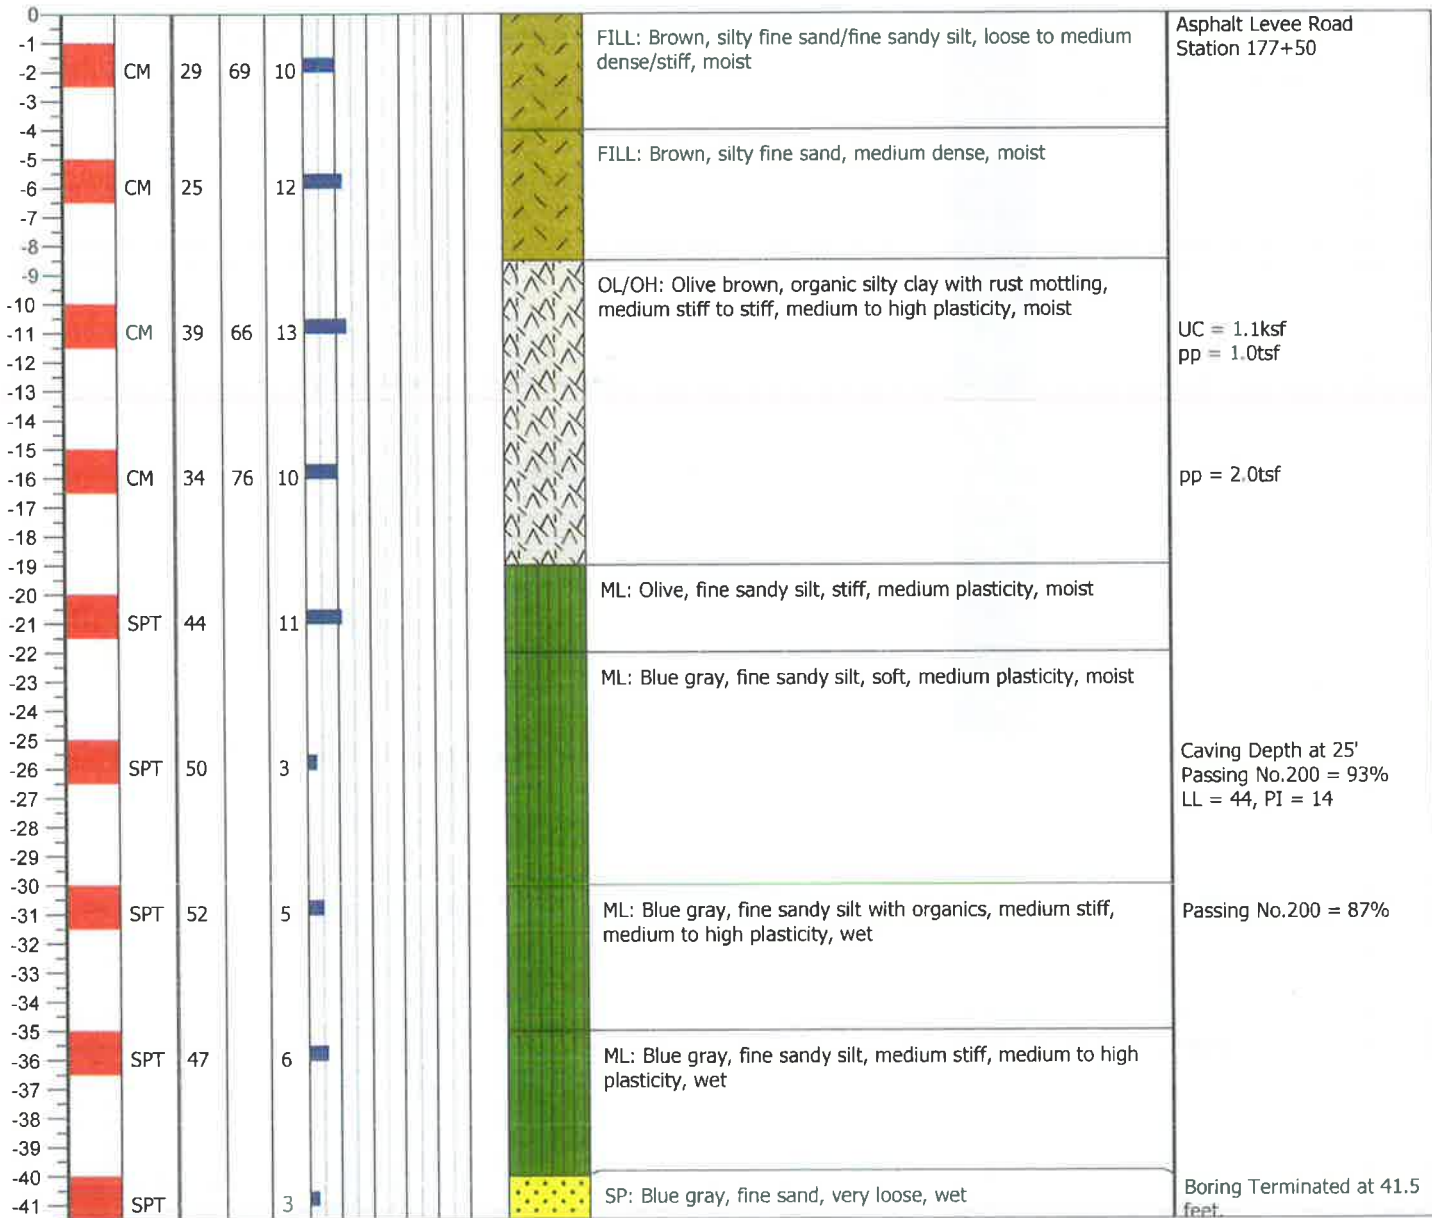 0
Asphalt Levee Road
Station 177+50
FILL: Brown, silty fine sand/fine sandy silt, loose to medium
dense/stiff, moist
-1
-2
CM 29 69 10
-3
-4
FILL: Brown, silty fine sand, medium dense, moist
-5
-6
CM 25 12
-7
-8
-9
OL/OH: Olive brown, organic silty clay with rust mottling,
medium stiff to stiff, medium to high plasticity, moist
-10
-11
CM 39 66 13
UC = 1.1ksf
pp = 1.0tsf
-12
-13
-14
-15
-16
CM 34 76 10
pp = 2.0tsf
-17
-18
-19
ML: Olive, fine sandy silt, stiff, medium plasticity, moist
-20
-21
SPT 44 11
-22
ML: Blue gray, fine sandy silt, soft, medium plasticity, moist
-23
-24
-25
Caving Depth at 25'
-26
SPT 50 3
Passing No.200 = 93%
LL = 44, PI = 14
-27
-28
-29
-30
ML: Blue gray, fine sandy silt with organics, medium stiff,
medium to high plasticity, wet
-31
SPT 52 5
Passing No.200 = 87%
-32
-33
-34
-35
ML: Blue gray, fine sandy silt, medium stiff, medium to high
plasticity, wet
-36
SPT 47 6
-37
-38
-39
-40
SP: Blue gray, fine sand, very loose, wet
Boring Terminated at 41.5
feet.
-41
SPT 3